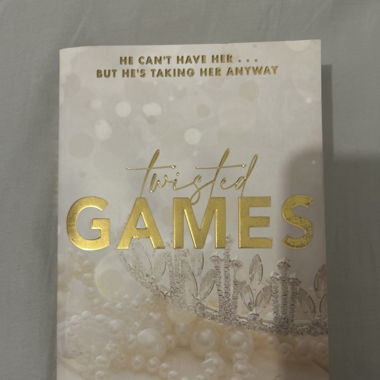 HE CAN'T HAVE HER . . .
BUT HE'S TAKING HER ANYWAY
twisted
GAMES